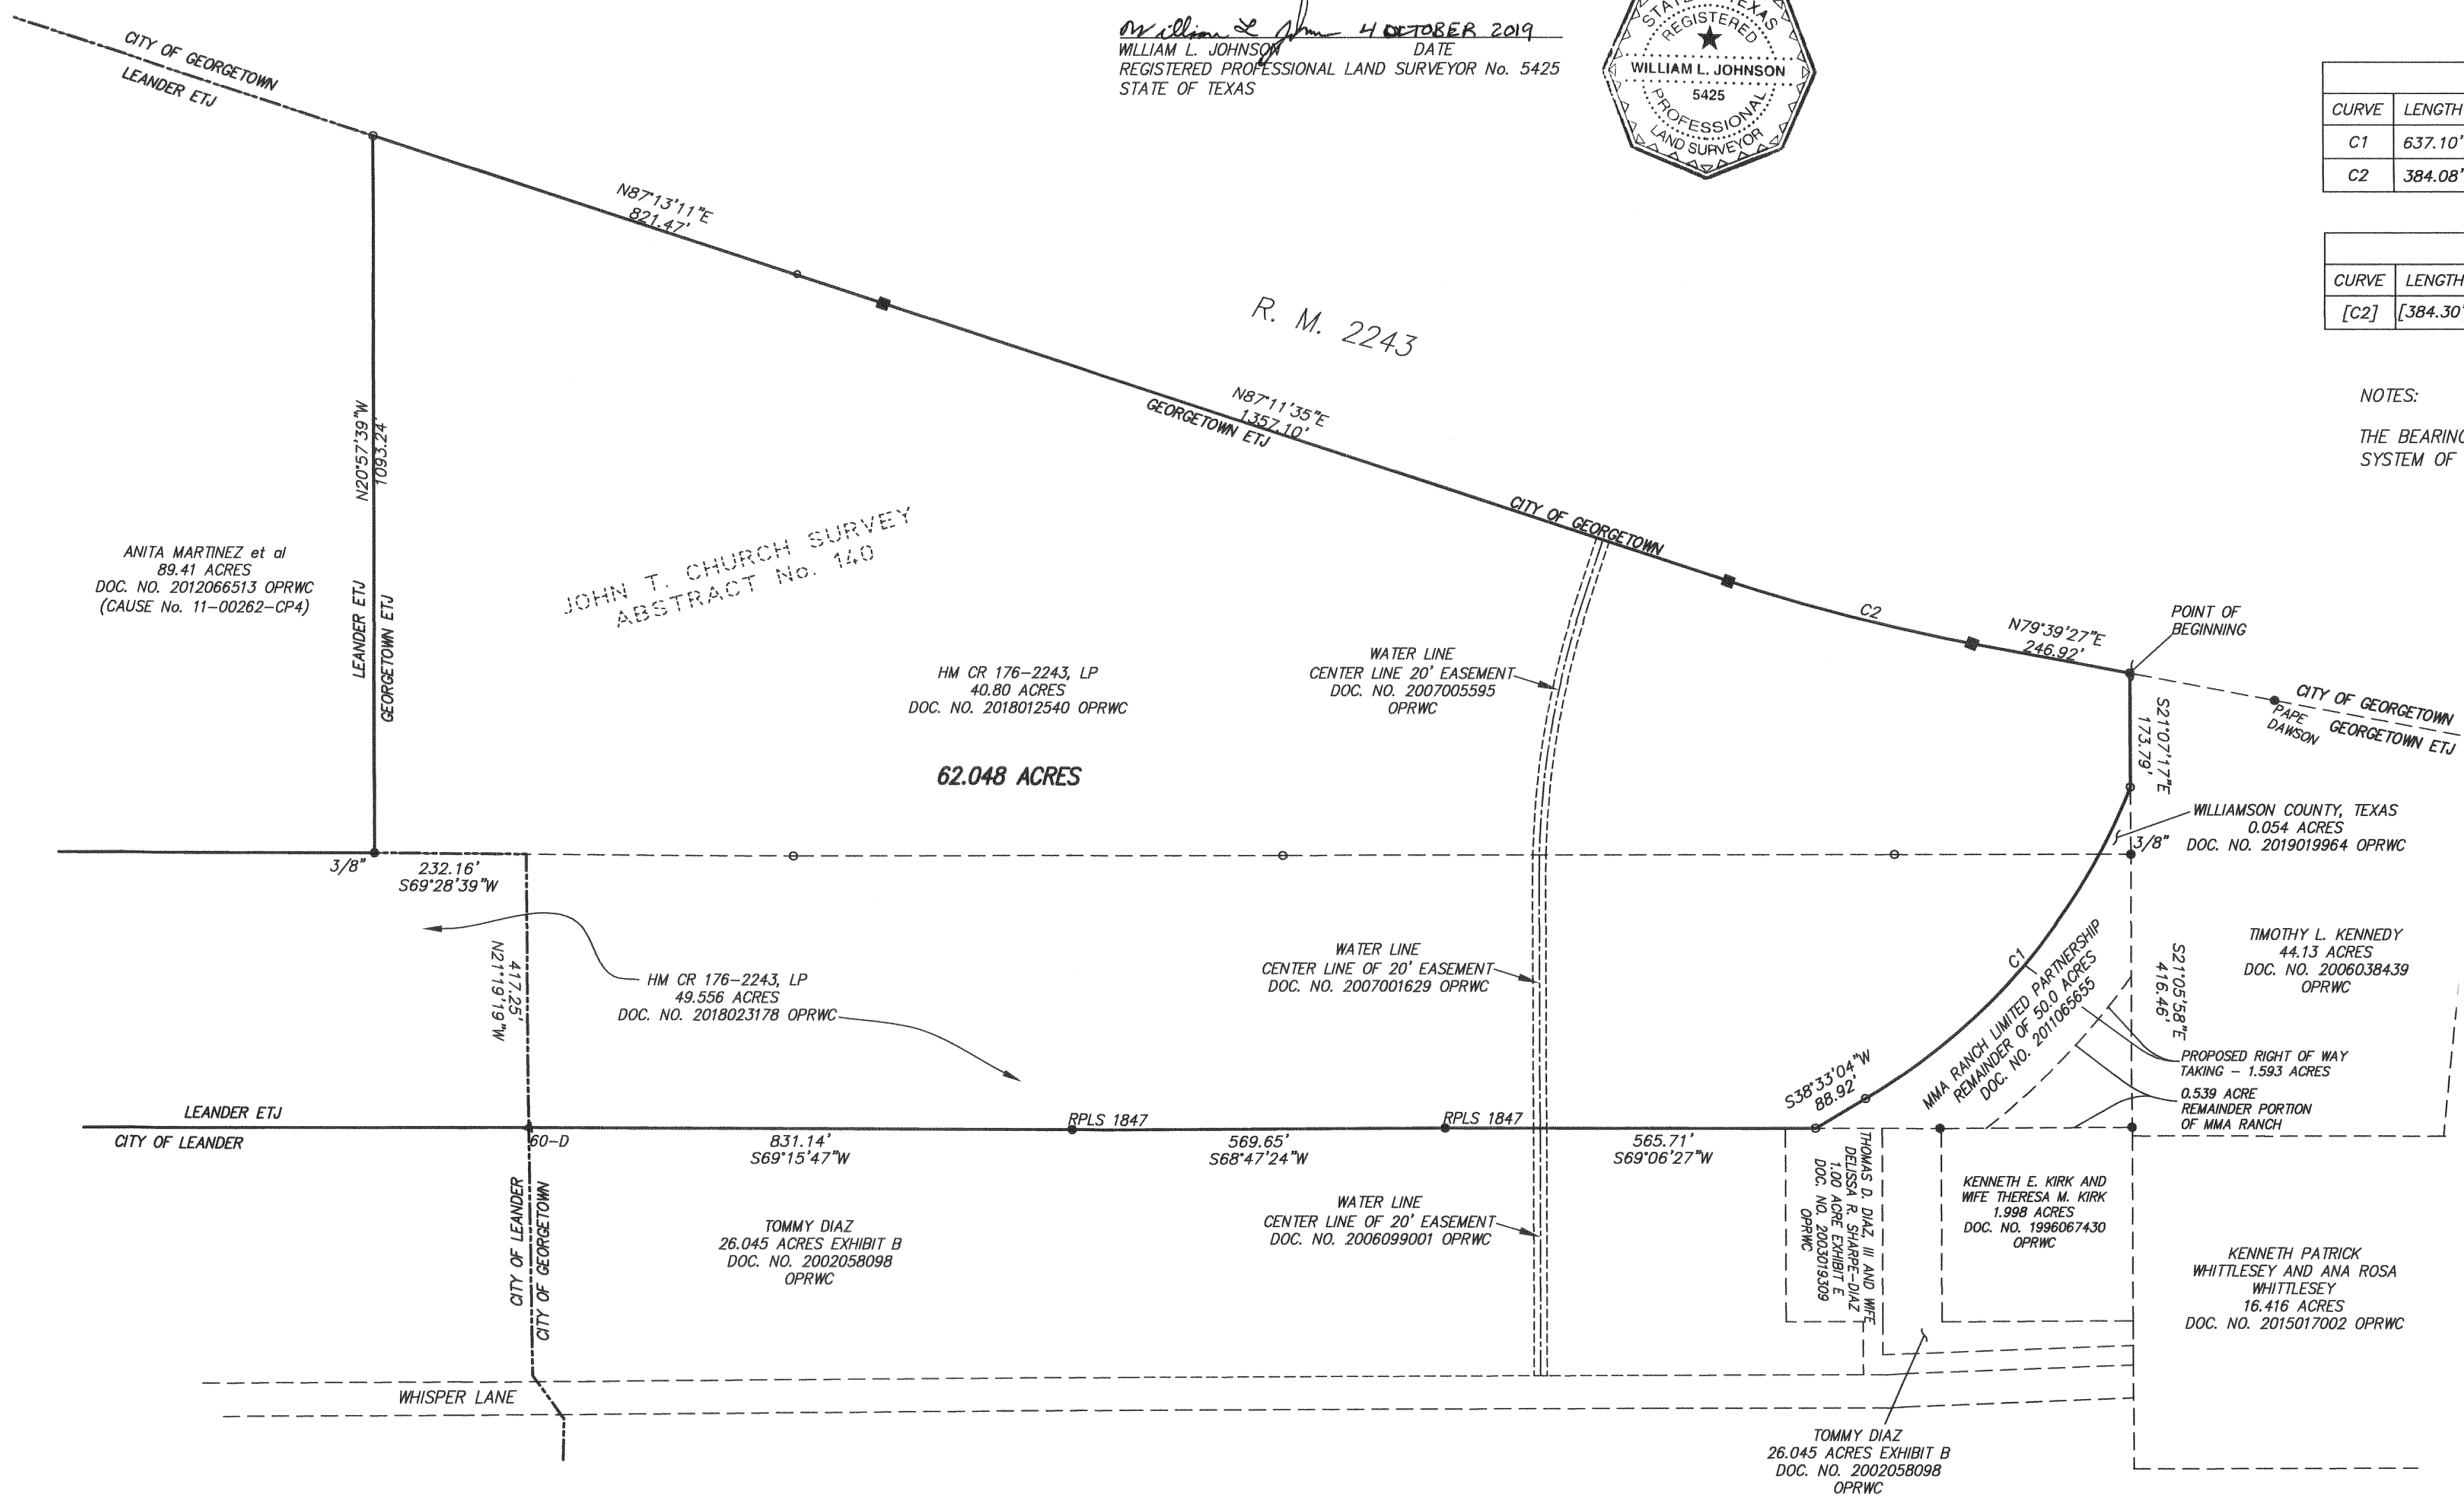 William L John 4 OCTOBER 2019
WILLIAM L. JOHNSON DATE
REGISTERED PROFESSIONAL LAND SURVEYOR No. 5425
STATE OF TEXAS
TEXAS
REGISTERED
WILLIAM L. JOHNSON
5425
PROFESSIONAL
LAND SURVEYOR
CURVE LENGTH
C1 637.10'
C2 384.08'
CURVE LENGTH
[C2] [384.30'
NOTES:
THE BEARING
SYSTEM OF
CITY OF GEORGETOWN
LEANDER ETJ
N87°13'11"E
821.47'
R. M. 2243
N87°11'35"E
1357.10'
GEORGETOWN ETJ
CITY OF GEORGETOWN
N20°57'39"W
1093.24'
LEANDER ETJ
GEORGETOWN ETJ
ANITA MARTINEZ et al
89.41 ACRES
DOC. NO. 2012066513 OPRWC
(CAUSE No. 11-00262-CP4)
JOHN T. CHURCH SURVEY
ABSTRACT No. 140
HM CR 176-2243, LP
40.80 ACRES
DOC. NO. 2018012540 OPRWC
62.048 ACRES
WATER LINE
CENTER LINE 20' EASEMENT
DOC. NO. 2007005595
OPRWC
C2
N79°39'27"E
246.92'
POINT OF
BEGINNING
CITY OF GEORGETOWN
GEORGETOWN ETJ
PAPE
DAWSON
S21°07'17"E
173.79'
WILLIAMSON COUNTY, TEXAS
0.054 ACRES
DOC. NO. 2019019964 OPRWC
3/8"
3/8"
232.16'
S69°28'39"W
417.25'
N21°19'19"W
HM CR 176-2243, LP
49.556 ACRES
DOC. NO. 2018023178 OPRWC
WATER LINE
CENTER LINE OF 20' EASEMENT
DOC. NO. 2007001629 OPRWC
C1
MMA RANCH LIMITED PARTNERSHIP
REMAINDER OF 50.0 ACRES
DOC. NO. 2011065655
TIMOTHY L. KENNEDY
44.13 ACRES
DOC. NO. 2006038439
OPRWC
S21°05'58"E
416.46'
PROPOSED RIGHT OF WAY
TAKING - 1.593 ACRES
0.539 ACRE
REMAINDER PORTION
OF MMA RANCH
S38°33'04"W
88.92'
LEANDER ETJ
CITY OF LEANDER
60-D
831.14'
S69°15'47"W
RPLS 1847
569.65'
S68°47'24"W
RPLS 1847
565.71'
S69°06'27"W
CITY OF LEANDER
CITY OF GEORGETOWN
TOMMY DIAZ
26.045 ACRES EXHIBIT B
DOC. NO. 2002058098
OPRWC
WATER LINE
CENTER LINE OF 20' EASEMENT
DOC. NO. 2006099001 OPRWC
THOMAS D. DIAZ, III AND WIFE
DELISSA R. SHARPE-DIAZ
1.00 ACRE EXHIBIT E
DOC. NO. 2003019309
OPRWC
KENNETH E. KIRK AND
WIFE THERESA M. KIRK
1.998 ACRES
DOC. NO. 1996067430
OPRWC
KENNETH PATRICK
WHITTLESEY AND ANA ROSA
WHITTLESEY
16.416 ACRES
DOC. NO. 2015017002 OPRWC
WHISPER LANE
TOMMY DIAZ
26.045 ACRES EXHIBIT B
DOC. NO. 2002058098
OPRWC